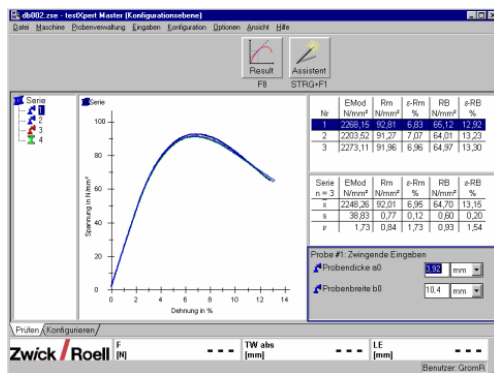 db002.zse - testXpert Master (Konfigurationsebene)
Datei Maschine Probenverwaltung Eingaben Konfiguration Optionen Ansicht Hilfe
Result
F8
Assistent
STRG+F1
Serie
1
2
3
4
Serie
Spannung in N/mm²
100
80
60
40
20
0
0 2 4 6 8 10 12 14
Dehnung in %
EMod Rm ε-Rm RB ε-RB
Nr N/mm² N/mm² % N/mm² %
1 2268,15 92,81 6,83 65,12 12,92
2 2203,52 91,27 7,07 64,01 13,23
3 2273,11 91,96 6,96 64,97 13,30
Serie EMod Rm ε-Rm RB ε-RB
n = 3 N/mm² N/mm² % N/mm² %
x̄ 2248,26 92,01 6,95 64,70 13,15
s 38,83 0,77 0,12 0,60 0,20
ν 1,73 0,84 1,73 0,93 1,54
Probe #1: Zwingende Eingaben
Probendicke a0 3,92 mm
Probenbreite b0 10,4 mm
Prüfen Konfigurieren
Zwick / Roell
F
[N]
---
TW abs
[mm]
---
LE
[mm]
---
Benutzer: GromR